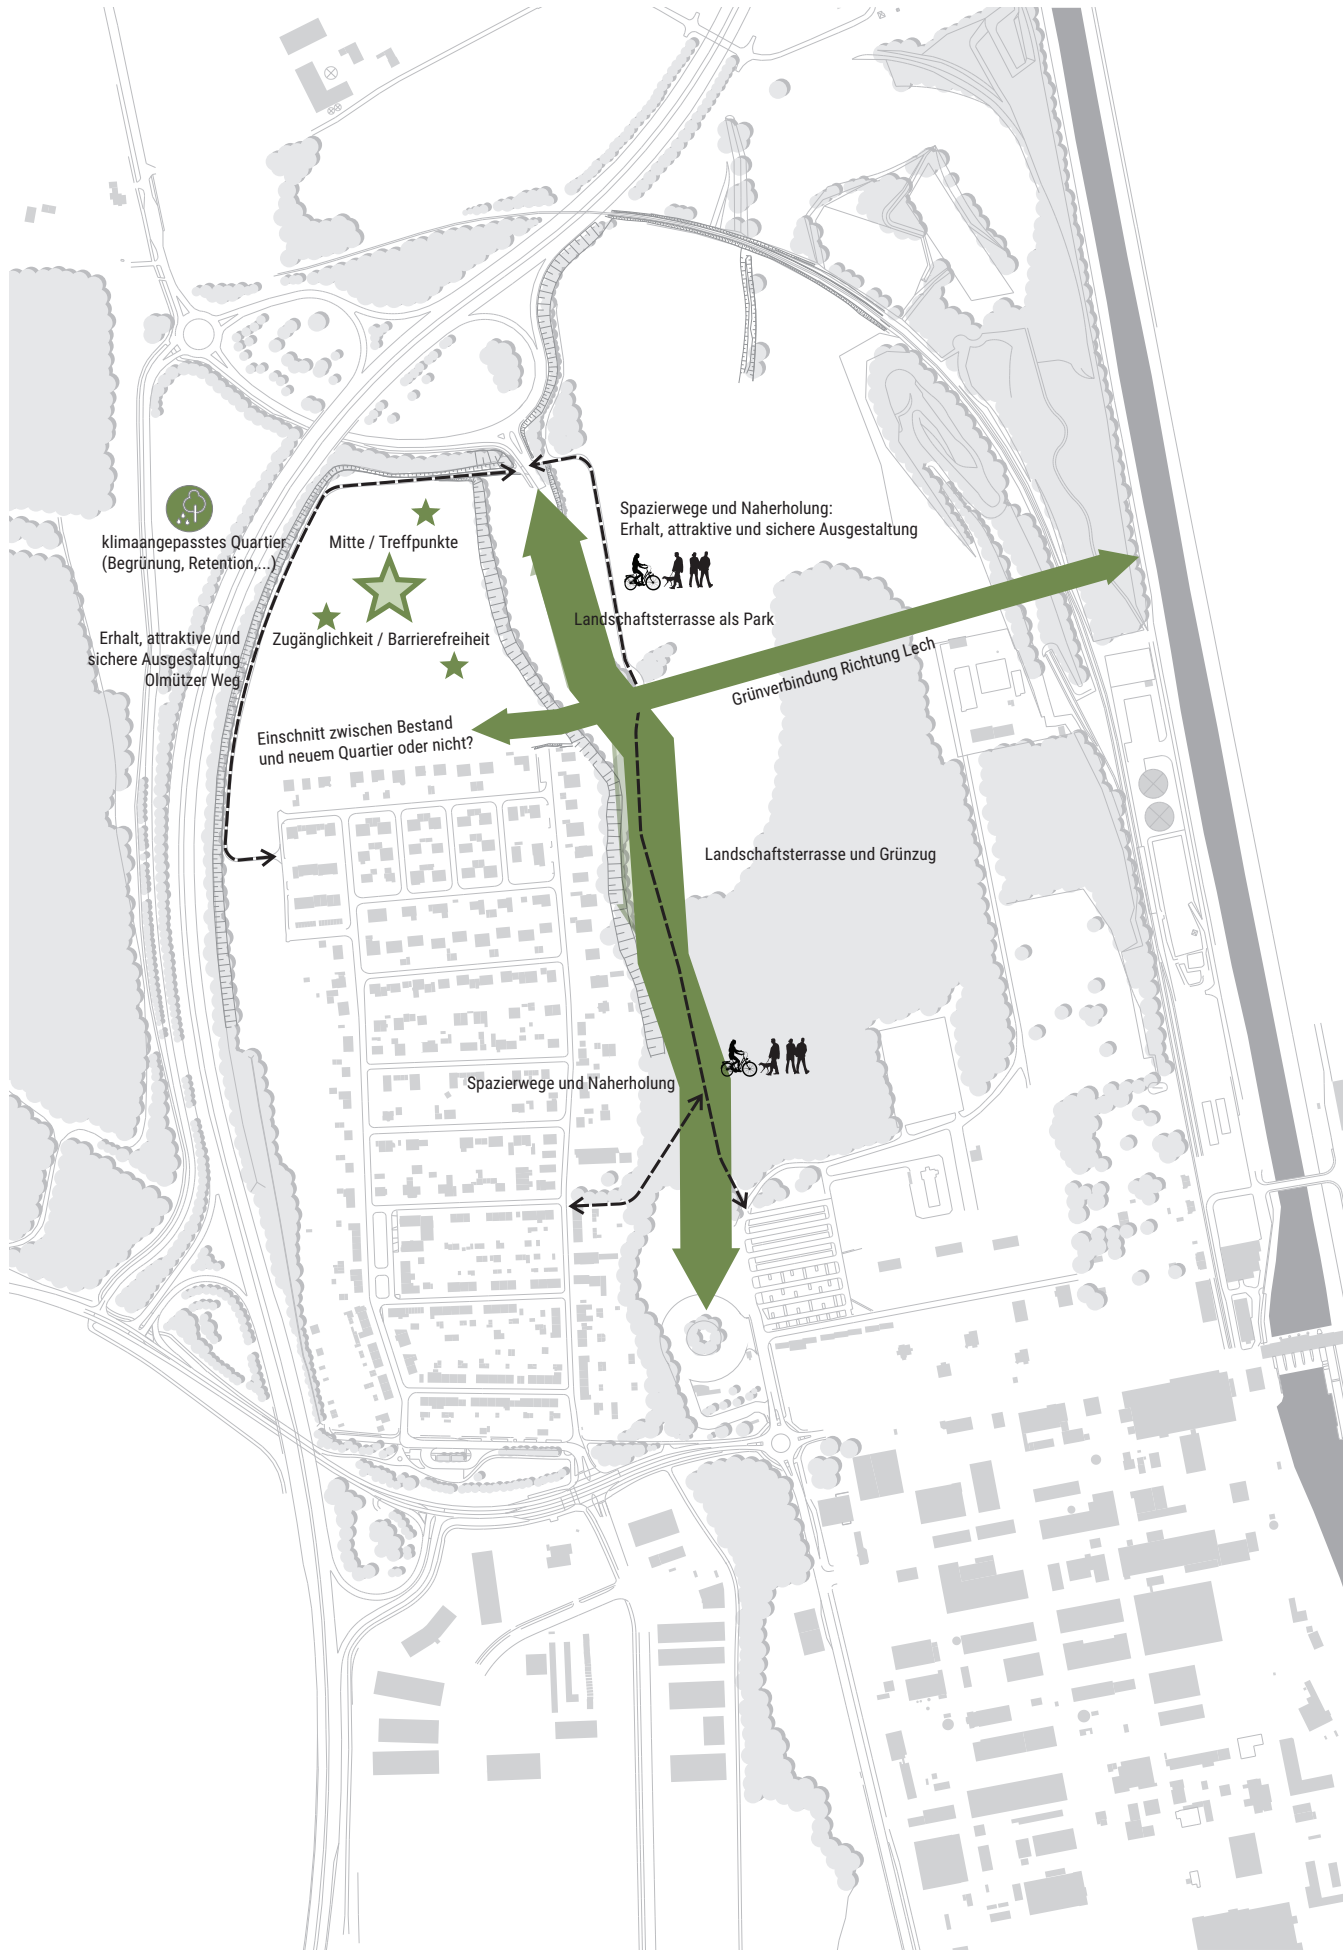 Spazierwege und Naherholung:
Erhalt, attraktive und sichere Ausgestaltung
klimaangepasstes Quartier
(Begrünung, Retention,...)
Mitte / Treffpunkte
Landschaftsterrasse als Park
Erhalt, attraktive und
sichere Ausgestaltung
Olmützer Weg
Zugänglichkeit / Barrierefreiheit
Grünverbindung Richtung Lech
Einschnitt zwischen Bestand
und neuem Quartier oder nicht?
Landschaftsterrasse und Grünzug
Spazierwege und Naherholung